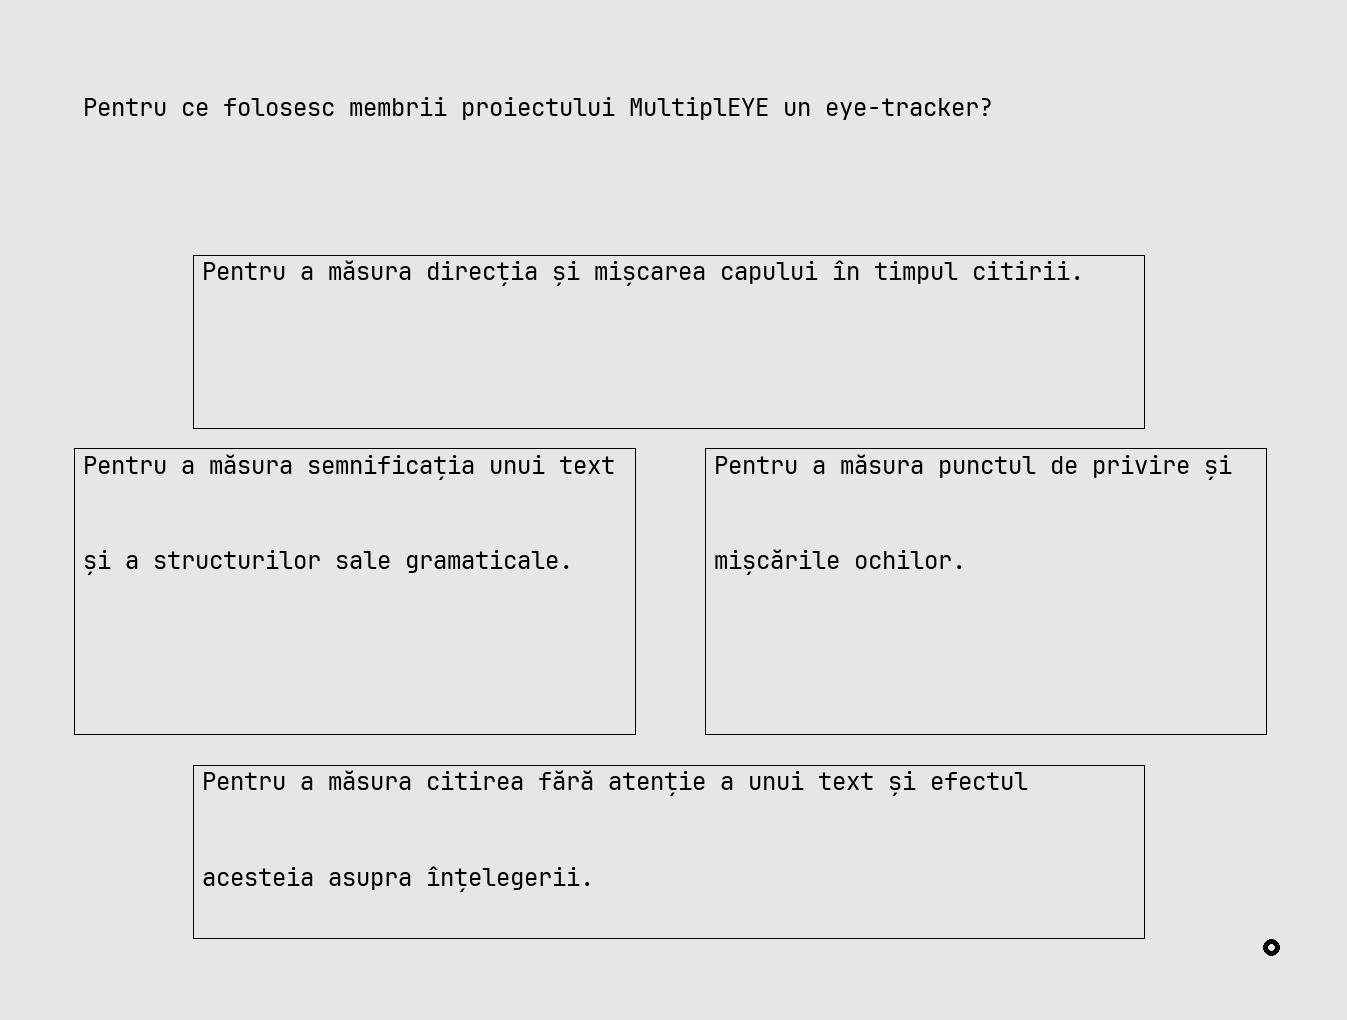 Pentru ce folosesc membrii proiectului MultiplEYE un eye-tracker?
Pentru a măsura direcția și mișcarea capului în timpul citirii.
Pentru a măsura semnificația unui text
și a structurilor sale gramaticale.
Pentru a măsura punctul de privire și
mișcările ochilor.
Pentru a măsura citirea fără atenție a unui text și efectul
acesteia asupra înțelegerii.